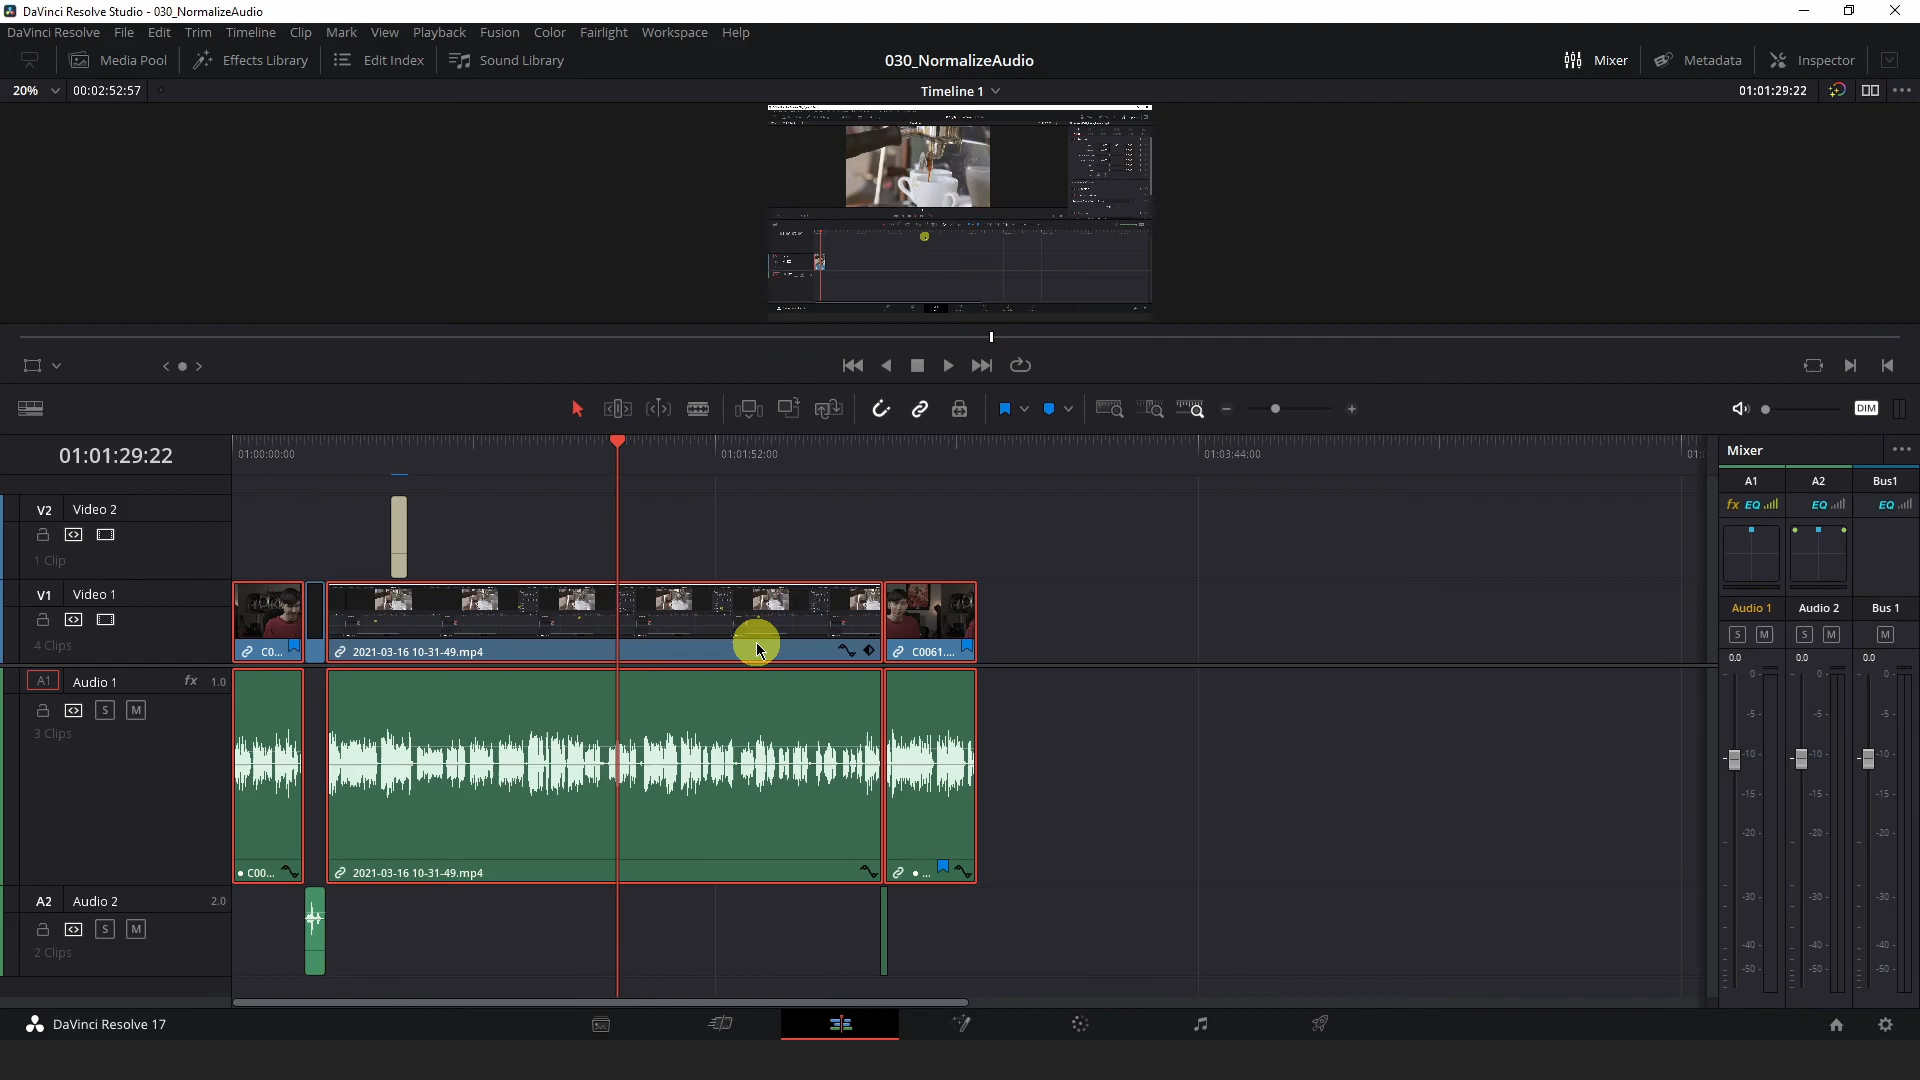 DaVinci Resolve Studio - 030_NormalizeAudio
DaVinci Resolve File Edit Trim Timeline Clip Mark View Playback Fusion Color Fairlight Workspace Help
Media Pool Effects Library Edit Index Sound Library 030_NormalizeAudio Mixer Metadata Inspector
20% 00:02:52:57 Timeline 1 01:01:29:22
DIM
01:01:29:22 01:00:00:00 01:01:52:00 01:03:44:00 Mixer
A1 A2 Bus1
V2 Video 2 fx EQ EQ EQ
1 Clip
V1 Video 1 Audio 1 Audio 2 Bus 1
S M S M M
4 Clips C0... 2021-03-16 10-31-49.mp4 C0061....
0.0 0.0 0.0
A1 Audio 1 fx 1.0
S M
3 Clips
0 0 0
-5 -5 -5
-10 -10 -10
-15 -15 -15
-20 -20 -20
-30 -30 -30
-40 -40 -40
-50 -50 -50
C00... 2021-03-16 10-31-49.mp4 ...
A2 Audio 2 2.0
S M
2 Clips
DaVinci Resolve 17